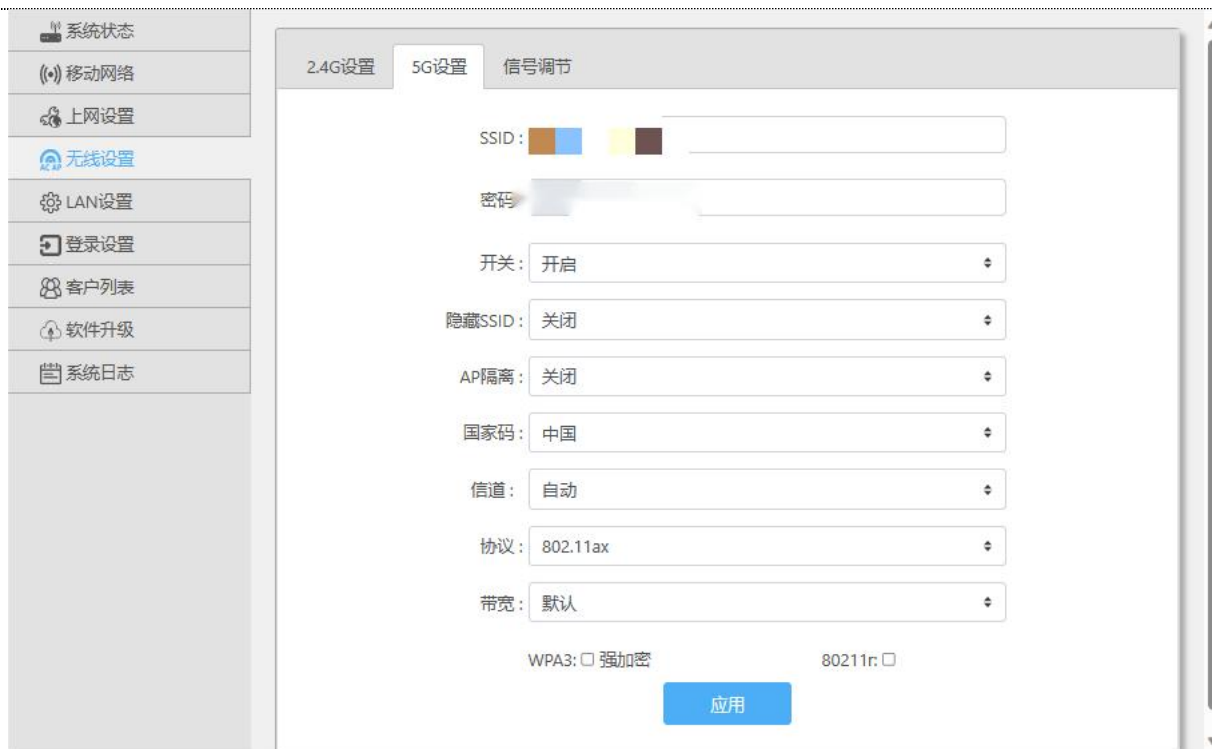 系统状态
移动网络
上网设置
无线设置
LAN设置
登录设置
客户列表
软件升级
系统日志
2.4G设置 5G设置 信号调节
SSID :
密码
开关 : 开启
隐藏SSID : 关闭
AP隔离 : 关闭
国家码 : 中国
信道 : 自动
协议 : 802.11ax
带宽 : 默认
WPA3: 强加密 80211r:
应用